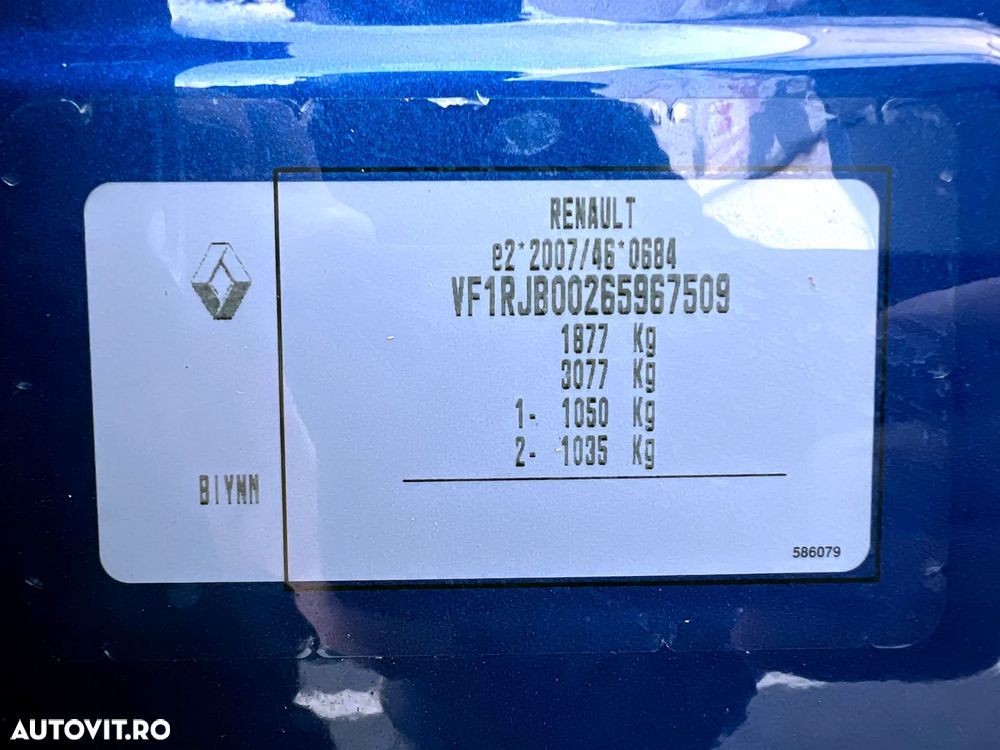 RENAULT
e2*2007/46*0684
VF1RJB00265967509
1877 Kg
3077 Kg
1- 1050 Kg
2- 1035 Kg
BIYMM
586079
AUTOVIT.RO